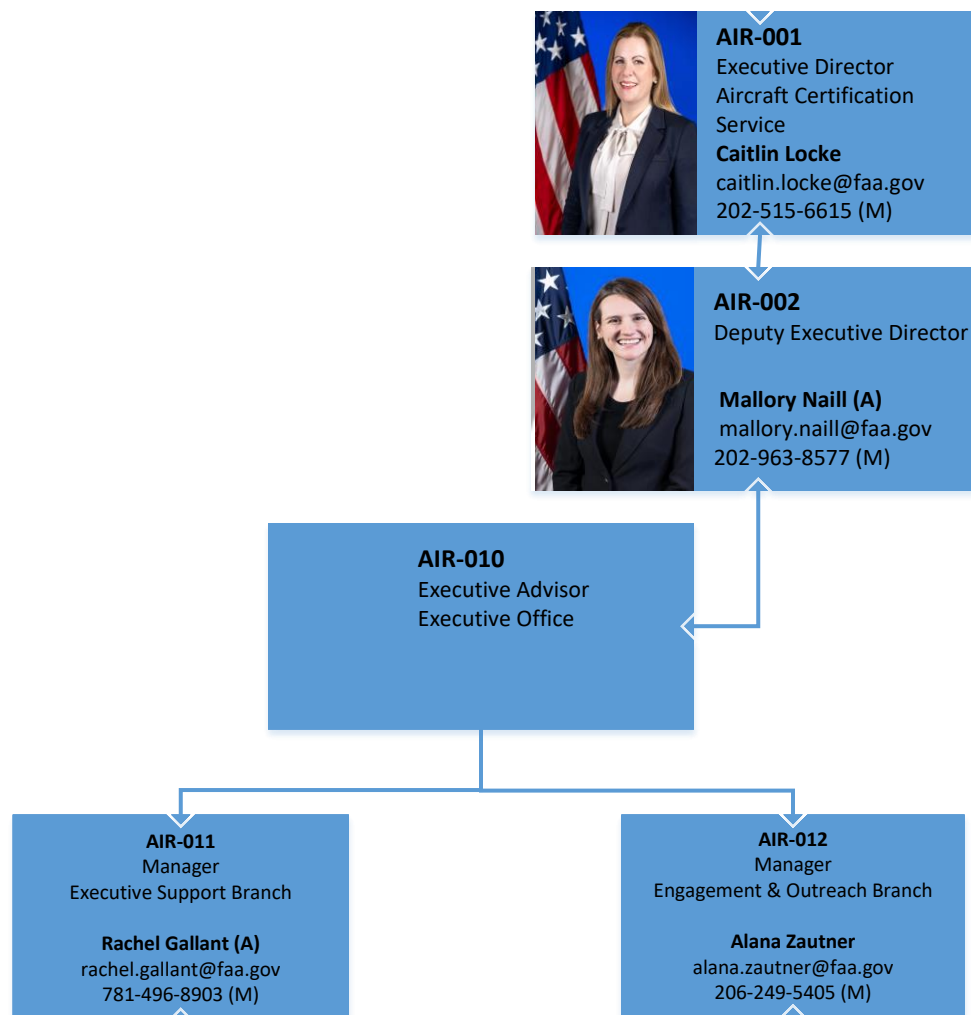 AIR-001
Executive Director
Aircraft Certification
Service
Caitlin Locke
caitlin.locke@faa.gov
202-515-6615 (M)
AIR-002
Deputy Executive Director
Mallory Naill (A)
mallory.naill@faa.gov
202-963-8577 (M)
AIR-010
Executive Advisor
Executive Office
AIR-011
Manager
Executive Support Branch
Rachel Gallant (A)
rachel.gallant@faa.gov
781-496-8903 (M)
AIR-012
Manager
Engagement & Outreach Branch
Alana Zautner
alana.zautner@faa.gov
206-249-5405 (M)